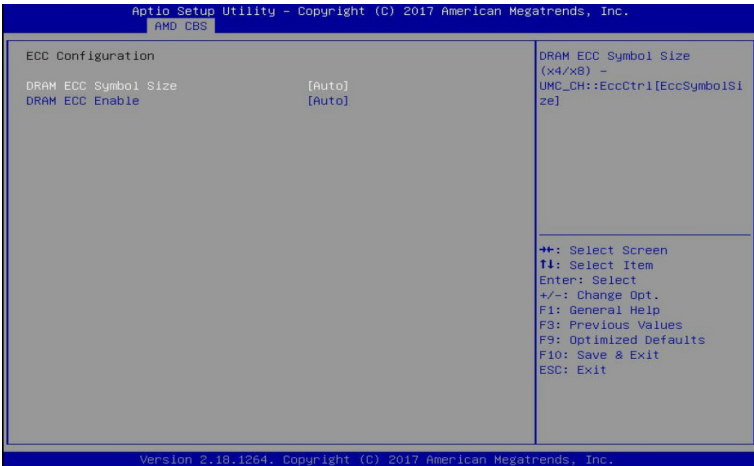 Aptio Setup Utility – Copyright (C) 2017 American Megatrends, Inc.
AMD CBS
ECC Configuration
DRAM ECC Symbol Size [Auto]
DRAM ECC Enable [Auto]
DRAM ECC Symbol Size
(x4/x8) –
UMC_CH::EccCtrl[EccSymbolSi
ze]
→←: Select Screen
↑↓: Select Item
Enter: Select
+/-: Change Opt.
F1: General Help
F3: Previous Values
F9: Optimized Defaults
F10: Save & Exit
ESC: Exit
Version 2.18.1264. Copyright (C) 2017 American Megatrends, Inc.